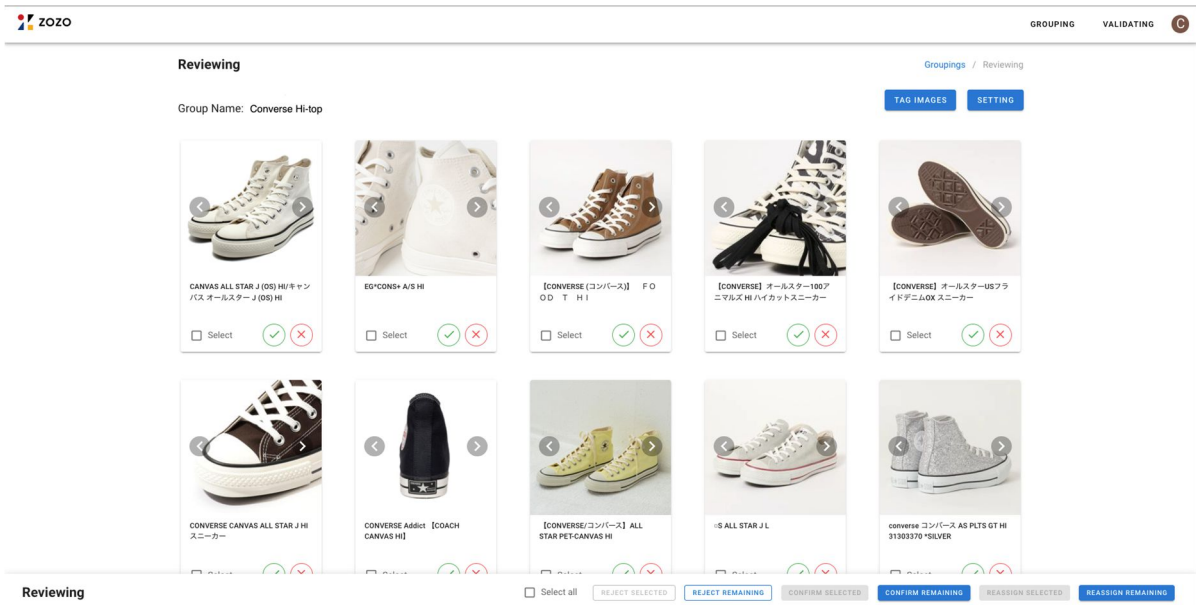 ZOZO
GROUPING VALIDATING C
Reviewing
Groupings / Reviewing
Group Name: Converse Hi-top
TAG IMAGES SETTING
CANVAS ALL STAR J (OS) HI/キャン
バス オールスター J (OS) HI
EG*CONS+ A/S HI
【CONVERSE (コンバース)】 ＦＯ
ＯＤ Ｔ ＨＩ
【CONVERSE】オールスター100ア
ニマルズ HI ハイカットスニーカー
【CONVERSE】オールスターUSフラ
イドデニムOX スニーカー
Select
Select
Select
Select
Select
CONVERSE CANVAS ALL STAR J HI
スニーカー
CONVERSE Addict 【COACH
CANVAS HI】
【CONVERSE/コンバース】ALL
STAR PET-CANVAS HI
○S ALL STAR J L
converse コンバース AS PLTS GT HI
31303370 *SILVER
Select
Select
Select
Select
Select
Reviewing
Select all
REJECT SELECTED
REJECT REMAINING
CONFIRM SELECTED
CONFIRM REMAINING
REASSIGN SELECTED
REASSIGN REMAINING